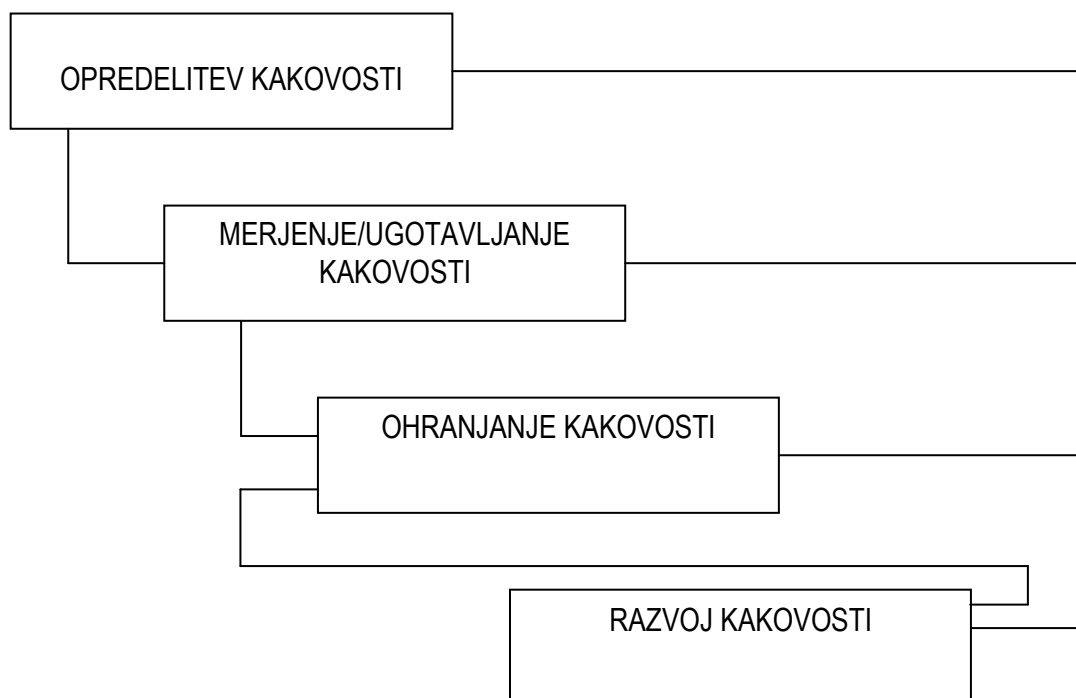 OPREDELITEV KAKOVOSTI
MERJENJE/UGOTAVLJANJE
KAKOVOSTI
OHRANJANJE KAKOVOSTI
RAZVOJ KAKOVOSTI